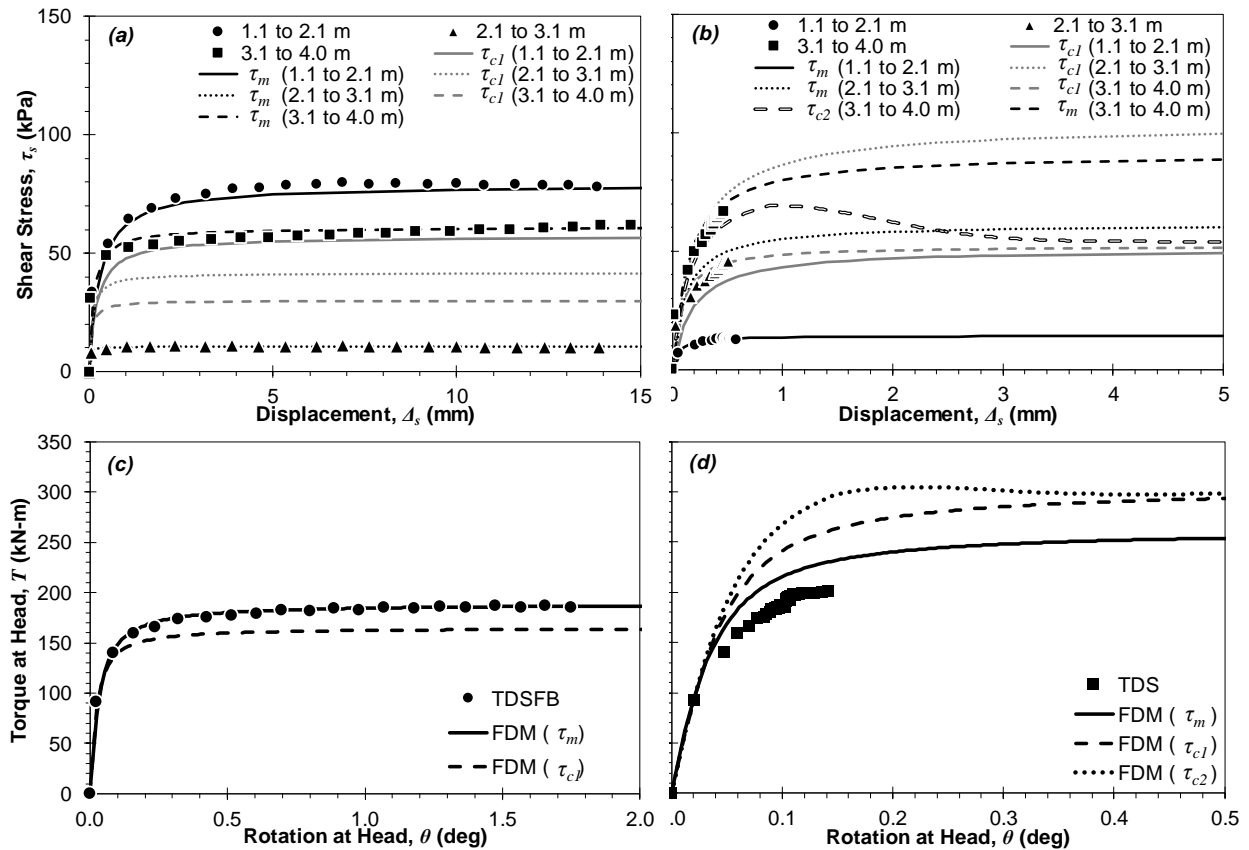 (a)
1.1 to 2.1 m
2.1 to 3.1 m
3.1 to 4.0 m
τc1 (1.1 to 2.1 m)
τm (1.1 to 2.1 m)
τc1 (2.1 to 3.1 m)
τm (2.1 to 3.1 m)
τc1 (3.1 to 4.0 m)
τm (3.1 to 4.0 m)
150
100
50
0
Shear Stress, τs (kPa)
0 5 10 15
Displacement, Δs (mm)
(b)
1.1 to 2.1 m
2.1 to 3.1 m
3.1 to 4.0 m
τc1 (1.1 to 2.1 m)
τm (1.1 to 2.1 m)
τc1 (2.1 to 3.1 m)
τm (2.1 to 3.1 m)
τc1 (3.1 to 4.0 m)
τc2 (3.1 to 4.0 m)
τm (3.1 to 4.0 m)
0 1 2 3 4 5
Displacement, Δs (mm)
(c)
350
300
250
200
150
100
50
0
Torque at Head, T (kN-m)
TDSFB
FDM ( τm)
FDM ( τc1)
0.0 0.5 1.0 1.5 2.0
Rotation at Head, θ (deg)
(d)
TDS
FDM ( τm)
FDM ( τc1)
FDM ( τc2)
.0 0.1 0.2 0.3 0.4 0.5
Rotation at Head, θ (deg)